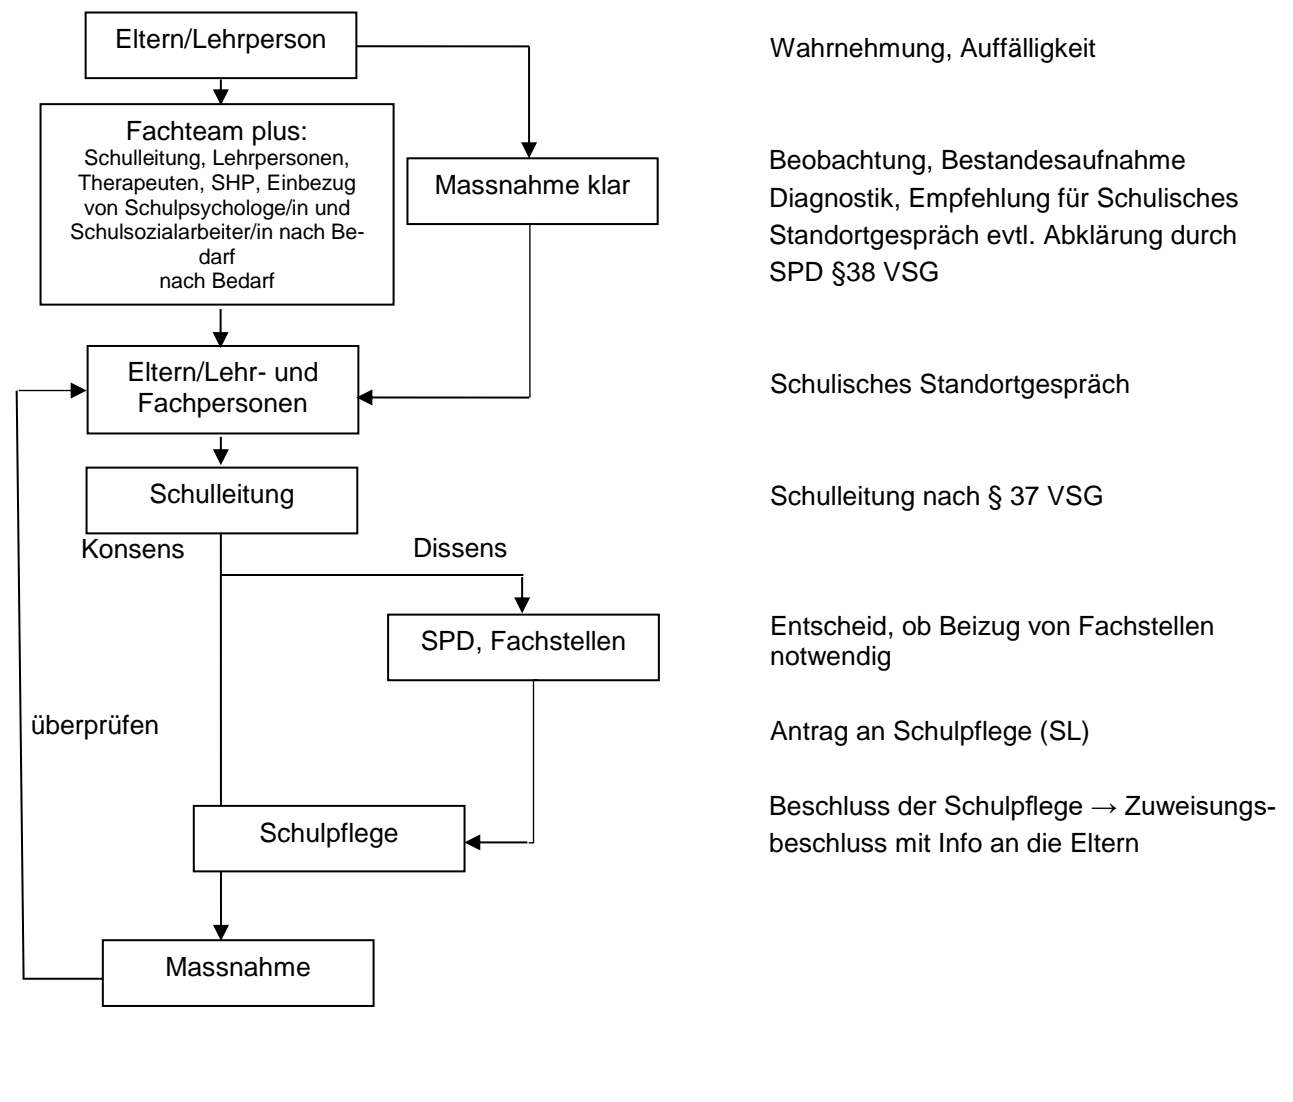 Eltern/Lehrperson
Wahrnehmung, Auffälligkeit
Fachteam plus:
Schulleitung, Lehrpersonen,
Therapeuten, SHP, Einbezug
von Schulpsychologe/in und
Schulsozialarbeiter/in nach Be-
darf
nach Bedarf
Massnahme klar
Beobachtung, Bestandesaufnahme
Diagnostik, Empfehlung für Schulisches
Standortgespräch evtl. Abklärung durch
SPD §38 VSG
Eltern/Lehr- und
Fachpersonen
Schulisches Standortgespräch
Schulleitung
Schulleitung nach § 37 VSG
Konsens
Dissens
SPD, Fachstellen
Entscheid, ob Beizug von Fachstellen
notwendig
überprüfen
Antrag an Schulpflege (SL)
Schulpflege
Beschluss der Schulpflege → Zuweisungs-
beschluss mit Info an die Eltern
Massnahme